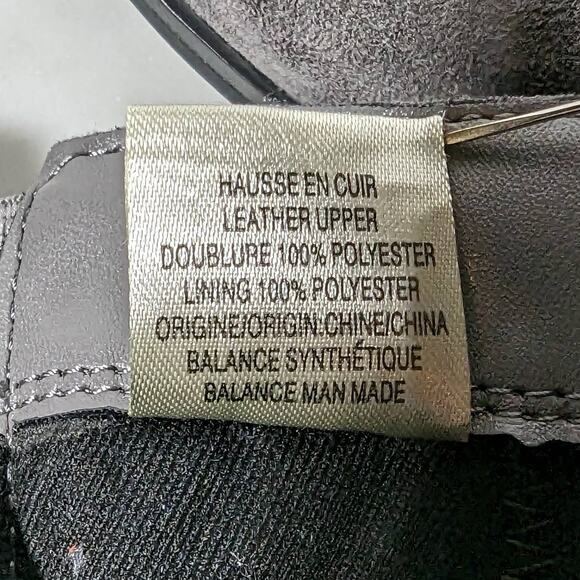 HAUSSE EN CUIR
LEATHER UPPER
DOUBLURE 100% POLYESTER
LINING 100% POLYESTER
ORIGINE/ORIGIN:CHINE/CHINA
BALANCE SYNTHÉTIQUE
BALANCE MAN MADE